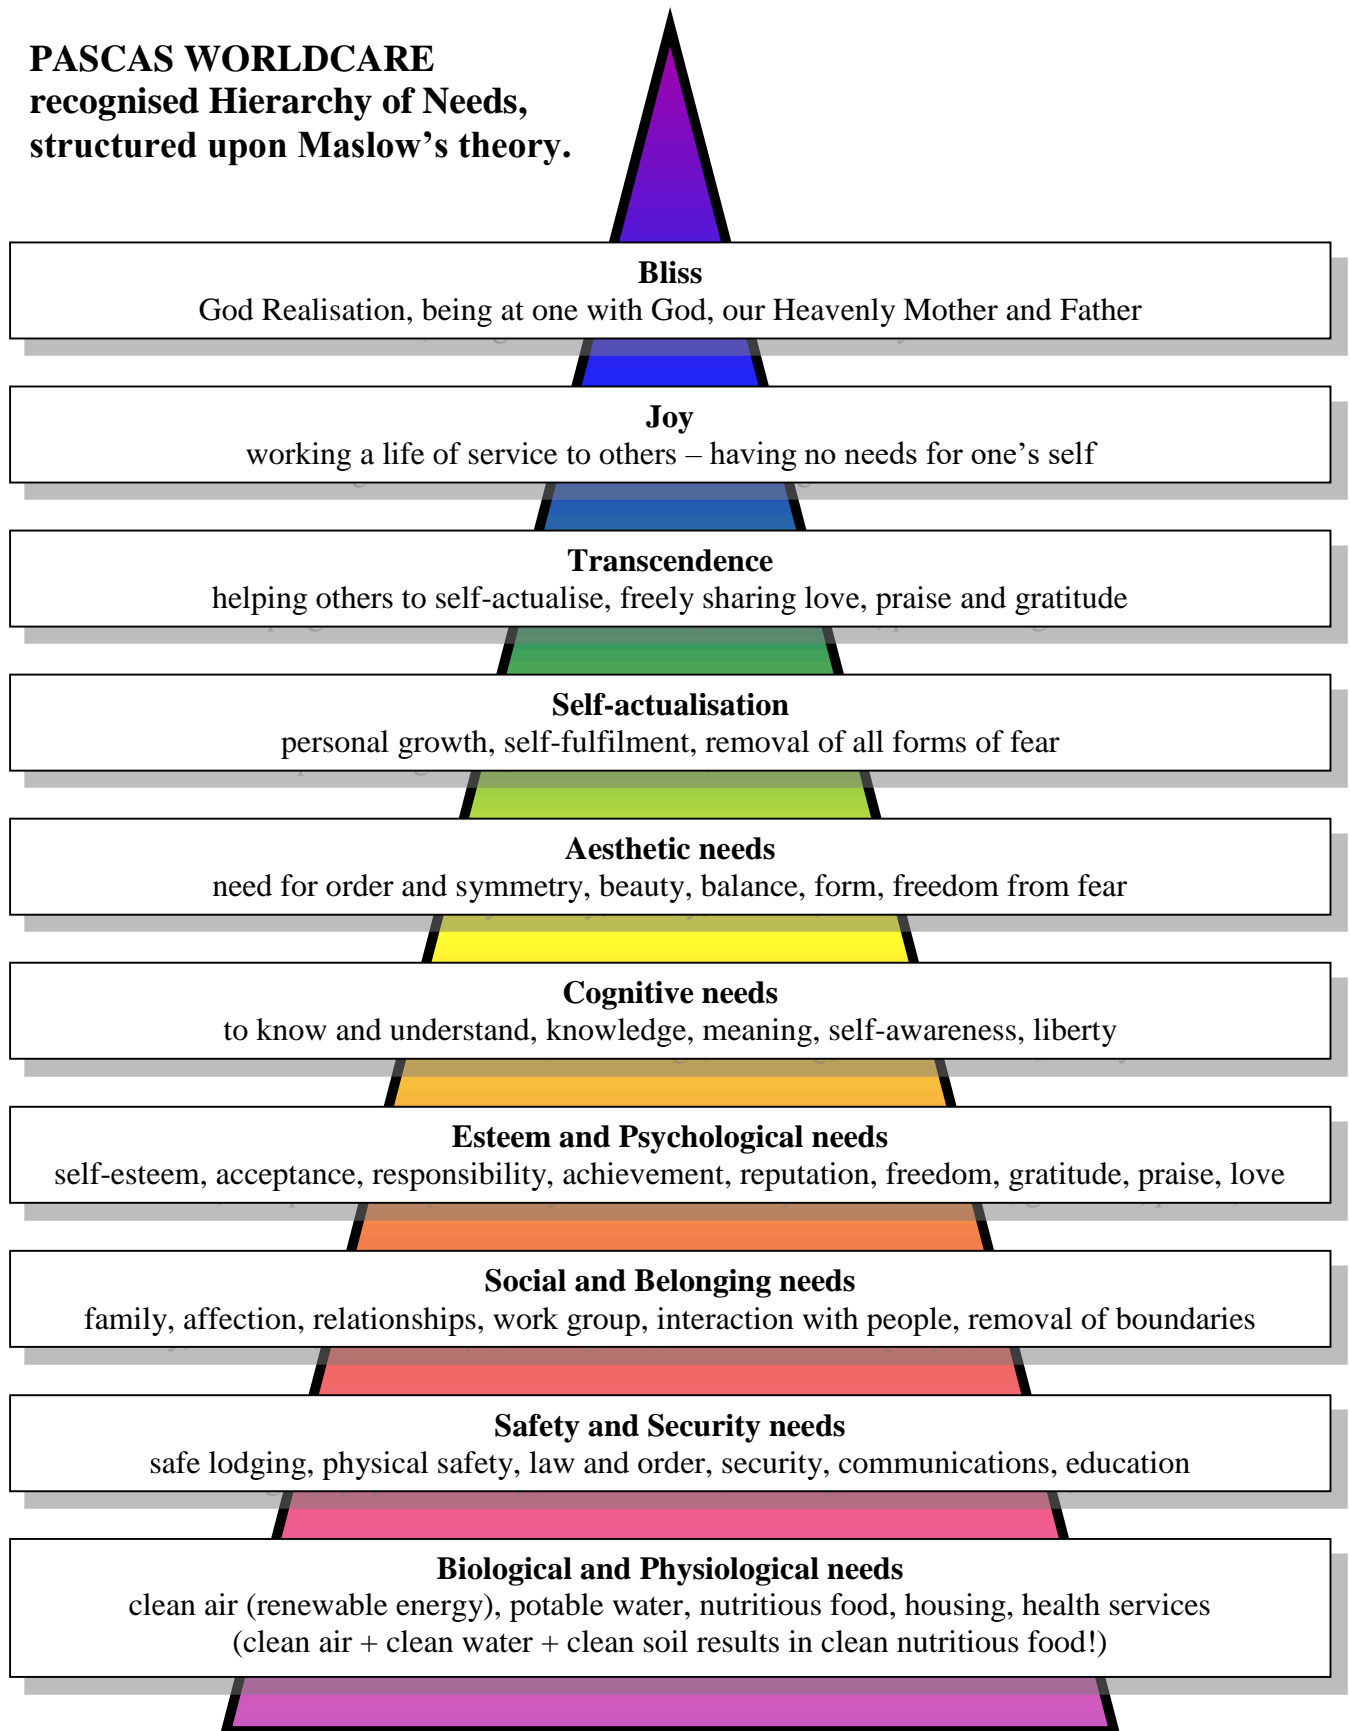 PASCAS WORLDCARE
recognised Hierarchy of Needs,
structured upon Maslow’s theory.
Bliss
God Realisation, being at one with God, our Heavenly Mother and Father
Joy
working a life of service to others – having no needs for one’s self
Transcendence
helping others to self-actualise, freely sharing love, praise and gratitude
Self-actualisation
personal growth, self-fulfilment, removal of all forms of fear
Aesthetic needs
need for order and symmetry, beauty, balance, form, freedom from fear
Cognitive needs
to know and understand, knowledge, meaning, self-awareness, liberty
Esteem and Psychological needs
self-esteem, acceptance, responsibility, achievement, reputation, freedom, gratitude, praise, love
Social and Belonging needs
family, affection, relationships, work group, interaction with people, removal of boundaries
Safety and Security needs
safe lodging, physical safety, law and order, security, communications, education
Biological and Physiological needs
clean air (renewable energy), potable water, nutritious food, housing, health services
(clean air + clean water + clean soil results in clean nutritious food!)